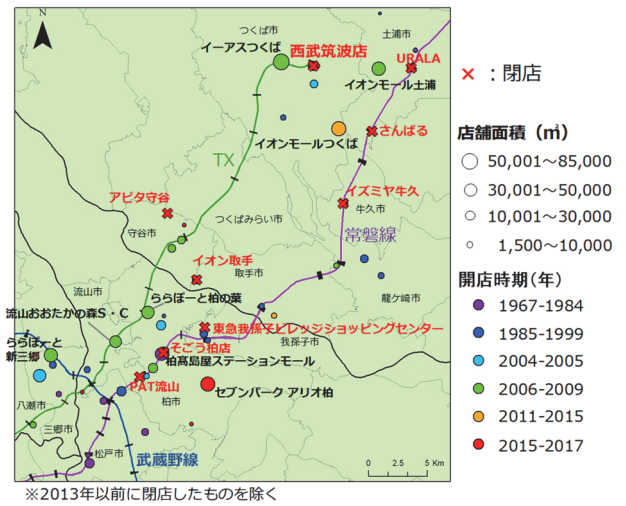 N
つくば市
土浦市
イーアスつくば
西武筑波店
URALA
イオンモール土浦
さんぱる
イオンモールつくば
TX
アピタ守谷
イズミヤ牛久
牛久市
つくばみらい市
守谷市
常磐線
イオン取手
取手市
龍ケ崎市
流山市
ららぽーと柏の葉
流山おおたかの森S・C
東急我孫子ビレッジショッピングセンター
我孫子市
ららぽーと
新三郷
そごう柏店
柏髙島屋ステーションモール
PAT流山
セブンパーク アリオ柏
柏市
八潮市
三郷市
松戸市
武蔵野線
0 2.5 5 Km
※2013年以前に閉店したものを除く
×：閉店
店舗面積（㎡）
50,001～85,000
30,001～50,000
10,001～30,000
1,500～10,000
開店時期（年）
1967-1984
1985-1999
2004-2005
2006-2009
2011-2015
2015-2017